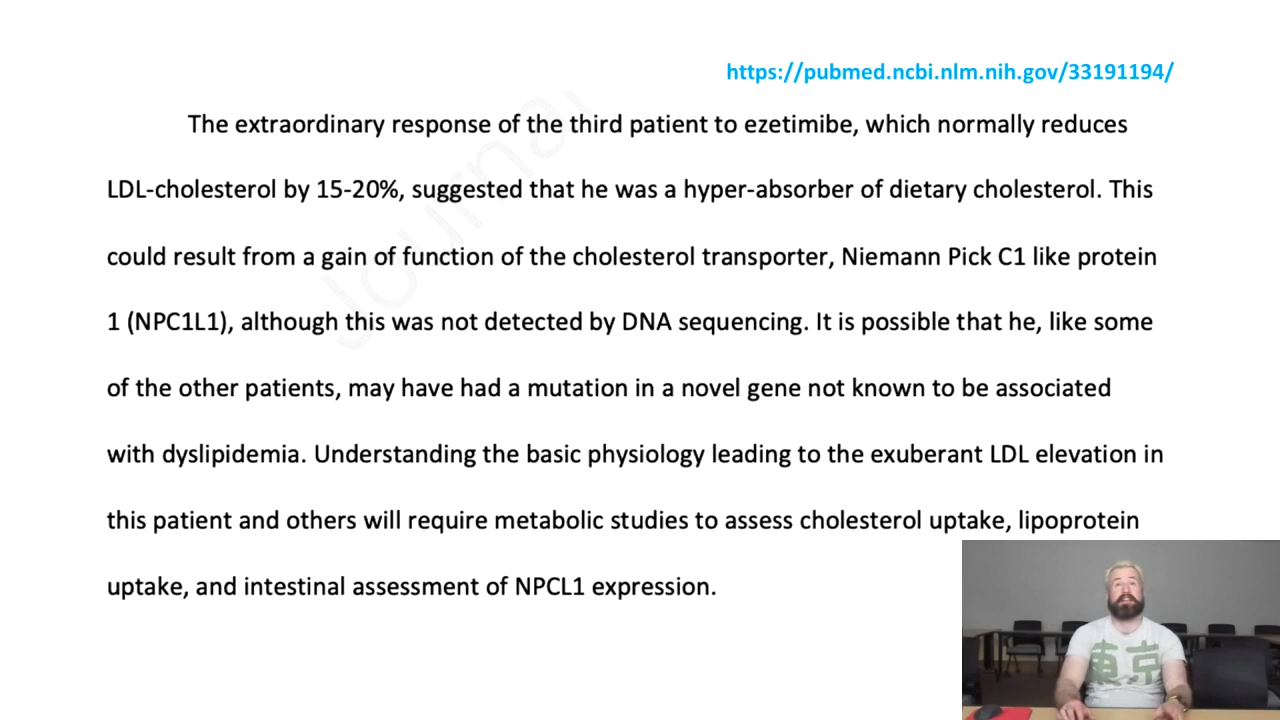 https://pubmed.ncbi.nlm.nih.gov/33191194/
The extraordinary response of the third patient to ezetimibe, which normally reduces
LDL-cholesterol by 15-20%, suggested that he was a hyper-absorber of dietary cholesterol. This
could result from a gain of function of the cholesterol transporter, Niemann Pick C1 like protein
1 (NPC1L1), although this was not detected by DNA sequencing. It is possible that he, like some
of the other patients, may have had a mutation in a novel gene not known to be associated
with dyslipidemia. Understanding the basic physiology leading to the exuberant LDL elevation in
this patient and others will require metabolic studies to assess cholesterol uptake, lipoprotein
uptake, and intestinal assessment of NPCL1 expression.
Journal
東京